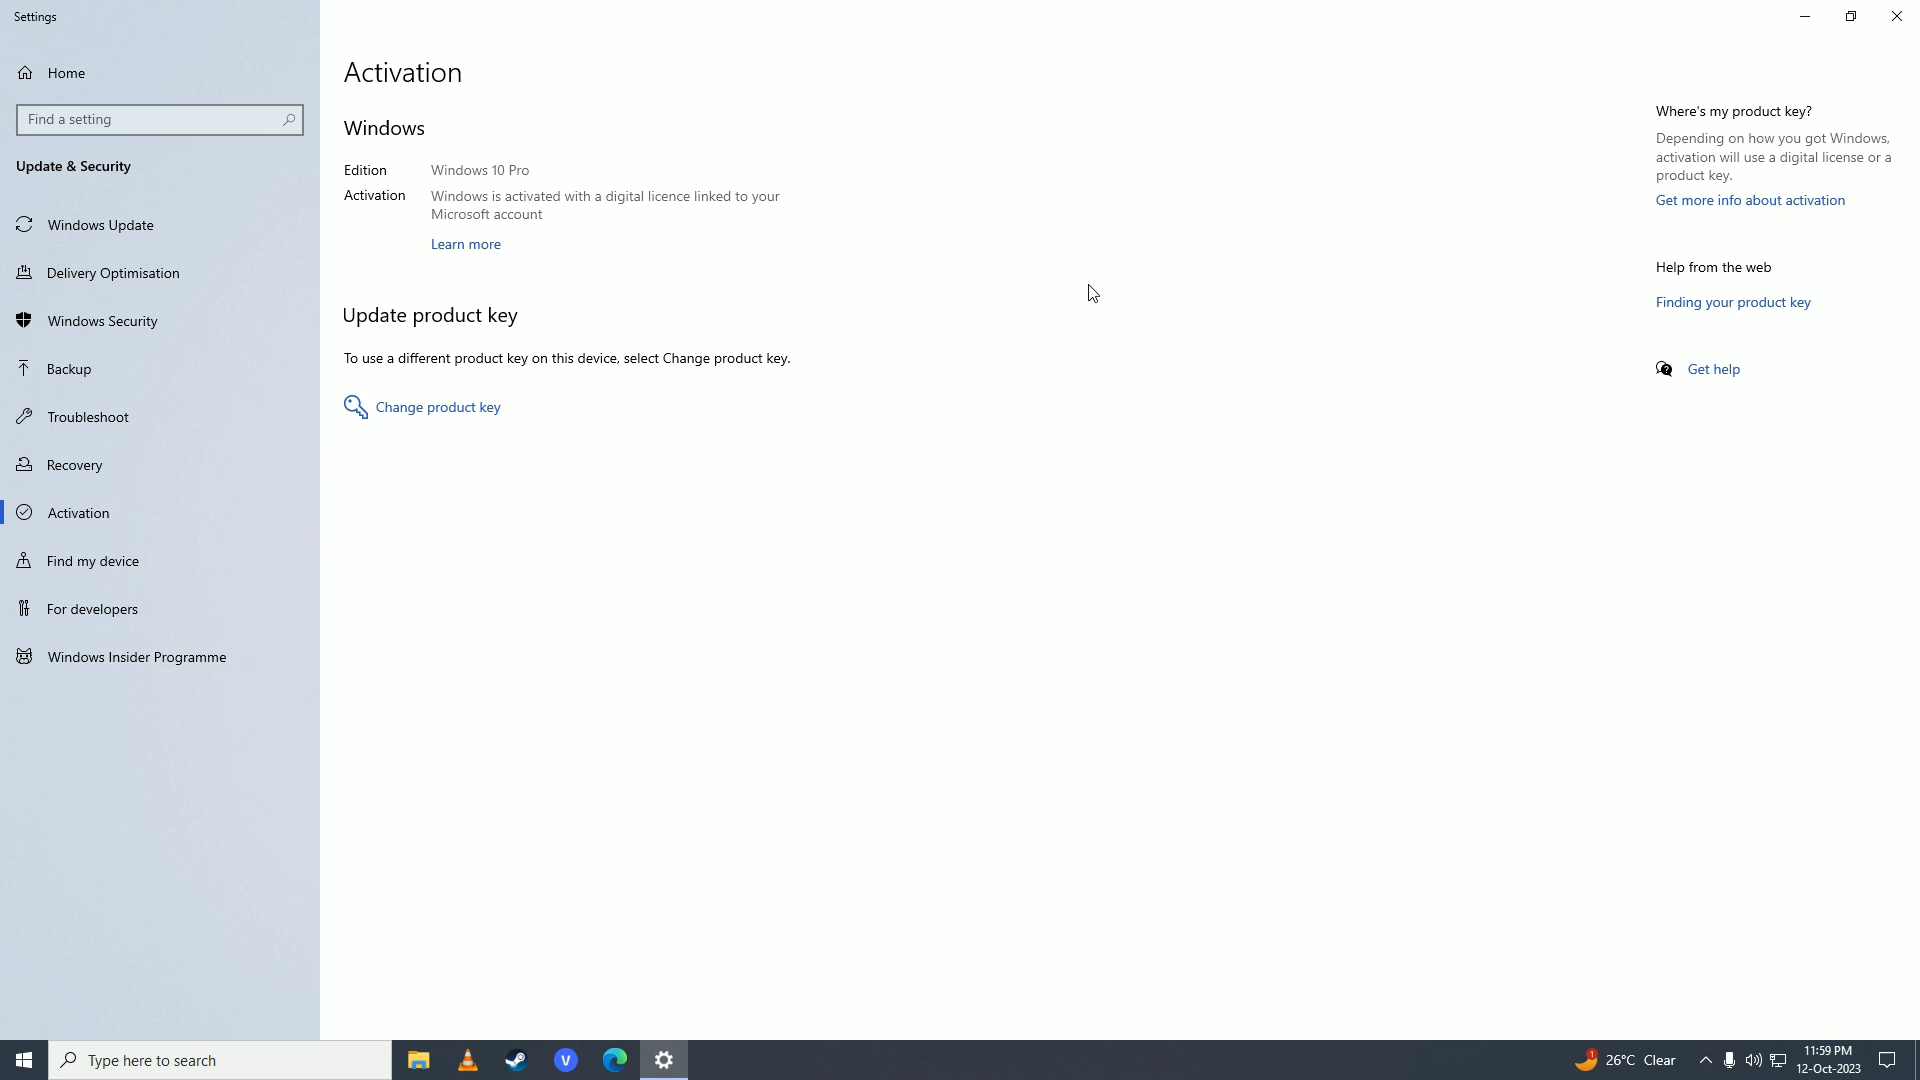 Settings
Home
Find a setting
Update & Security
Windows Update
Delivery Optimisation
Windows Security
Backup
Troubleshoot
Recovery
Activation
Find my device
For developers
Windows Insider Programme
Activation
Windows
Edition Windows 10 Pro
Activation Windows is activated with a digital licence linked to your
Microsoft account
Learn more
Update product key
To use a different product key on this device, select Change product key.
Change product key
Where's my product key?
Depending on how you got Windows,
activation will use a digital license or a
product key.
Get more info about activation
Help from the web
Finding your product key
Get help
Type here to search
V
1
26°C Clear
11:59 PM
12-Oct-2023